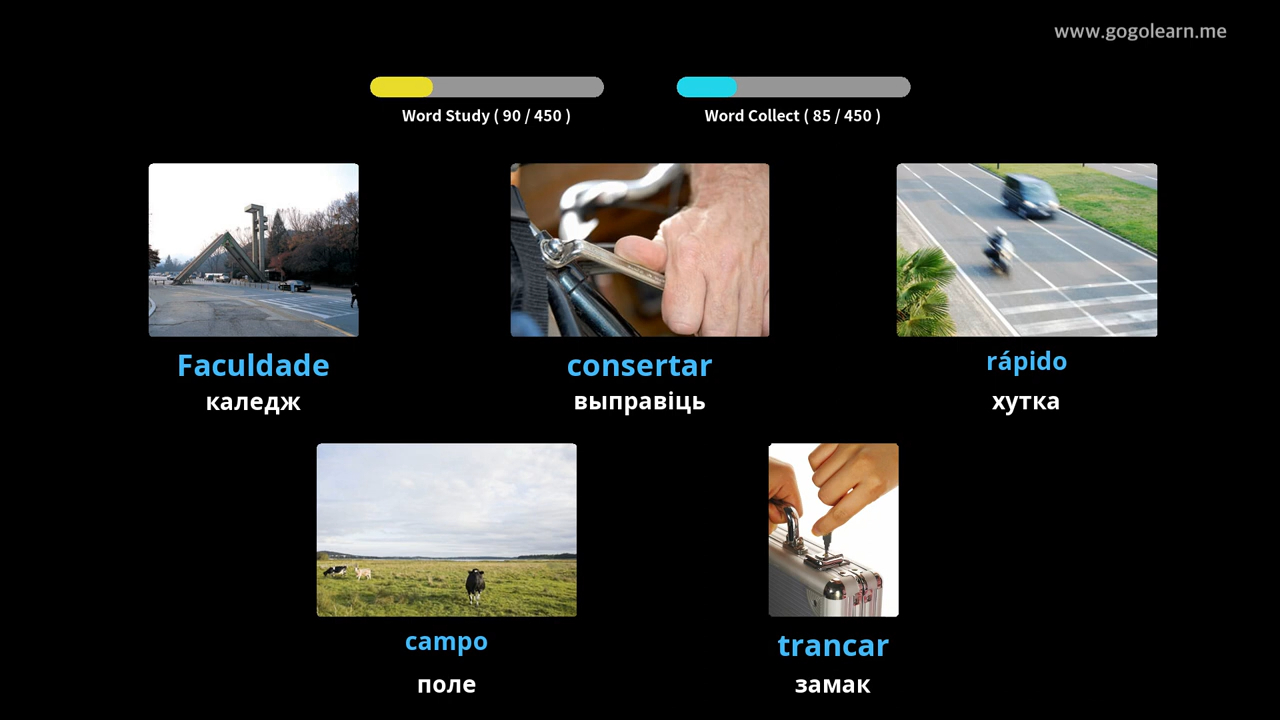 www.gogolearn.me
Word Study ( 90 / 450 )
Word Collect ( 85 / 450 )
Faculdade
каледж
consertar
выправіць
rápido
хутка
campo
поле
trancar
замак